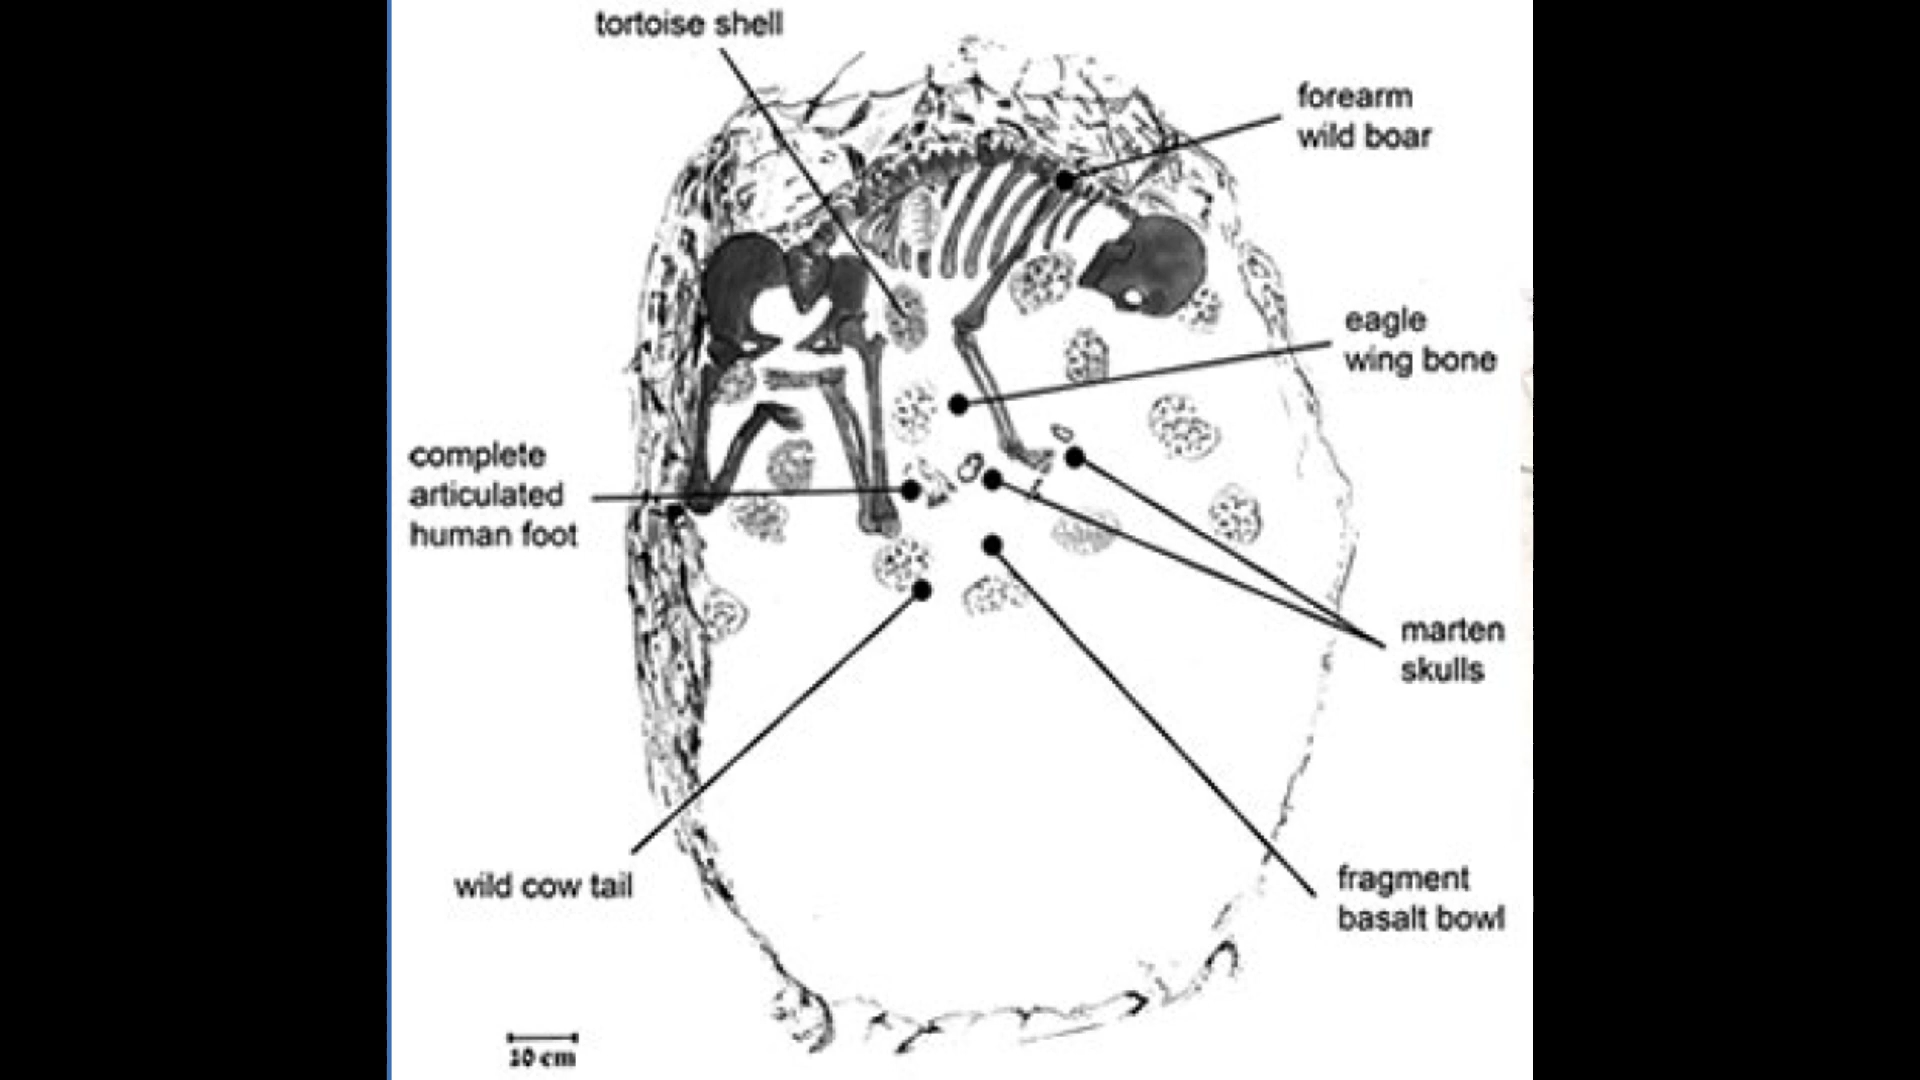 tortoise shell
forearm
wild boar
eagle
wing bone
complete
articulated
human foot
marten
skulls
wild cow tail
fragment
basalt bowl
10 cm